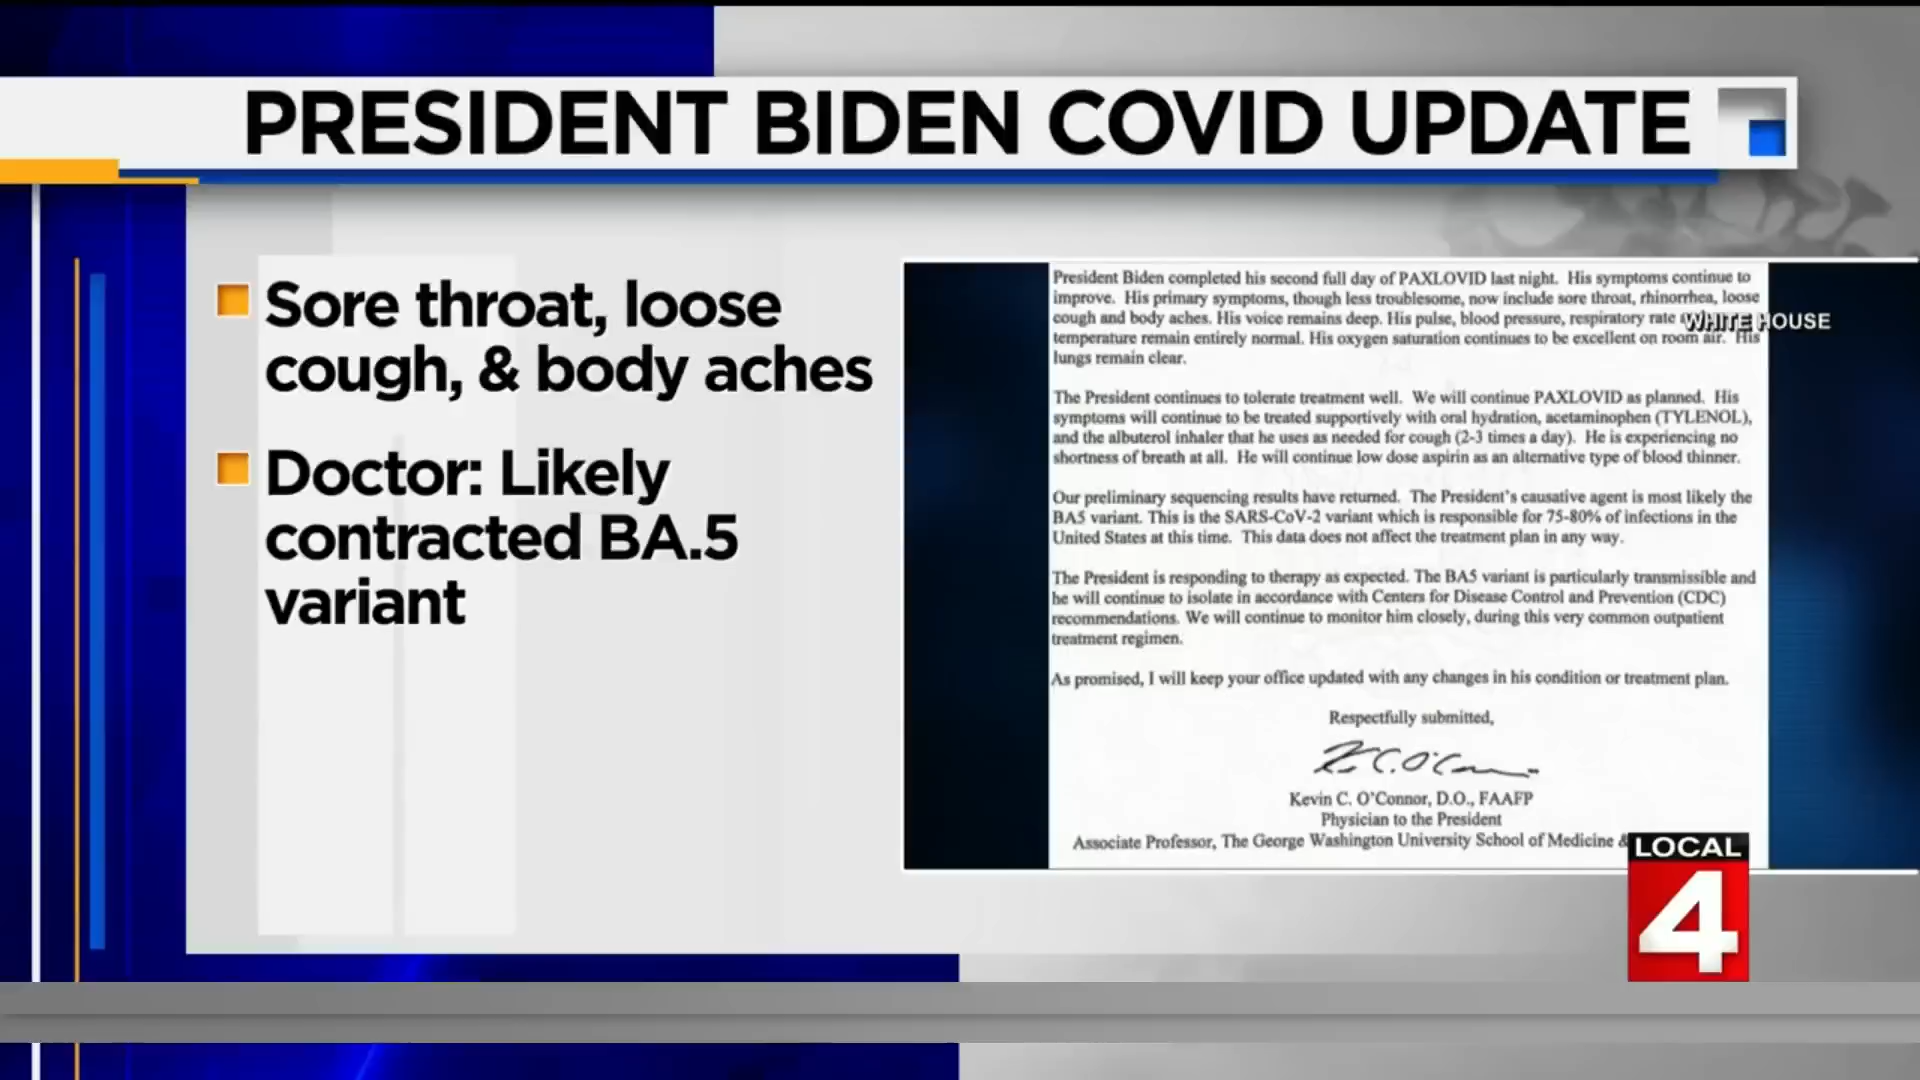 PRESIDENT BIDEN COVID UPDATE
Sore throat, loose
cough, & body aches
Doctor: Likely
contracted BA.5
variant
President Biden completed his second full day of PAXLOVID last night. His symptoms continue to
improve. His primary symptoms, though less troublesome, now include sore throat, rhinorrhea, loose
cough and body aches. His voice remains deep. His pulse, blood pressure, respiratory rate
WHITE HOUSE
temperature remain entirely normal. His oxygen saturation continues to be excellent on room air. His
lungs remain clear.
The President continues to tolerate treatment well. We will continue PAXLOVID as planned. His
symptoms will continue to be treated supportively with oral hydration, acetaminophen (TYLENOL),
and the albuterol inhaler that he uses as needed for cough (2-3 times a day). He is experiencing no
shortness of breath at all. He will continue low dose aspirin as an alternative type of blood thinner.
Our preliminary sequencing results have returned. The President's causative agent is most likely the
BA5 variant. This is the SARS-CoV-2 variant which is responsible for 75-80% of infections in the
United States at this time. This data does not affect the treatment plan in any way.
The President is responding to therapy as expected. The BA5 variant is particularly transmissible and
he will continue to isolate in accordance with Centers for Disease Control and Prevention (CDC)
recommendations. We will continue to monitor him closely, during this very common outpatient
treatment regimen.
As promised, I will keep your office updated with any changes in his condition or treatment plan.
Respectfully submitted,
Kevin C. O'Connor, D.O., FAAFP
Physician to the President
Associate Professor, The George Washington University School of Medicine &
LOCAL
4